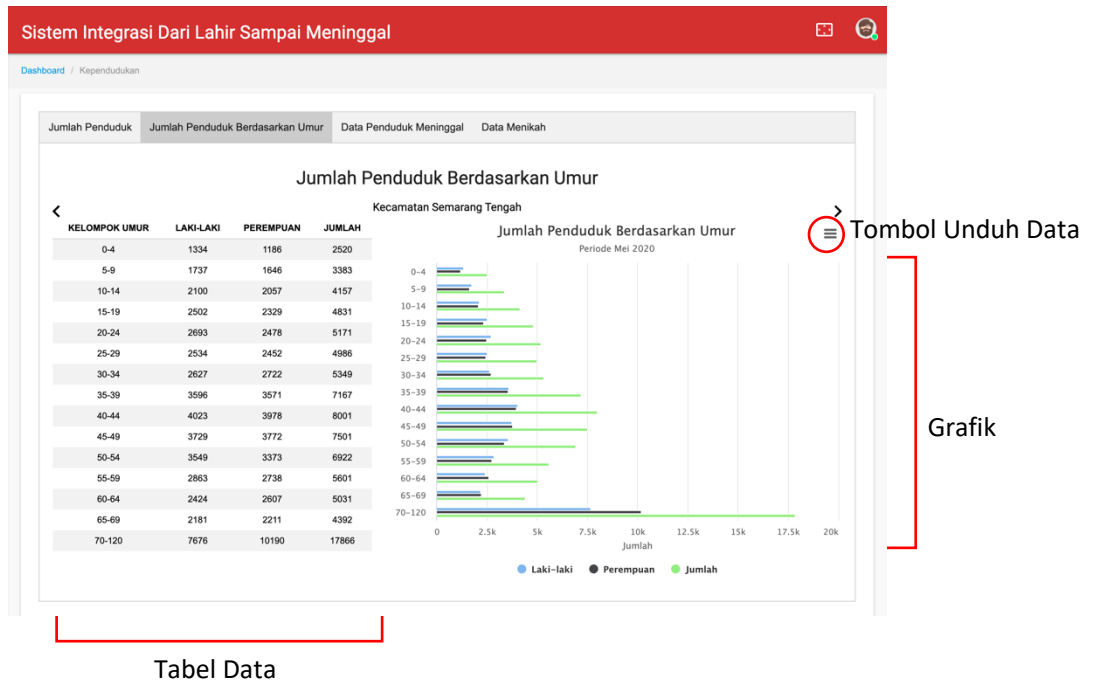 Sistem Integrasi Dari Lahir Sampai Meninggal
Dashboard / Kependudukan
Jumlah Penduduk Jumlah Penduduk Berdasarkan Umur Data Penduduk Meninggal Data Menikah
Jumlah Penduduk Berdasarkan Umur
Kecamatan Semarang Tengah
KELOMPOK UMUR LAKI-LAKI PEREMPUAN JUMLAH
0-4 1334 1186 2520
5-9 1737 1646 3383
10-14 2100 2057 4157
15-19 2502 2329 4831
20-24 2693 2478 5171
25-29 2534 2452 4986
30-34 2627 2722 5349
35-39 3596 3571 7167
40-44 4023 3978 8001
45-49 3729 3772 7501
50-54 3549 3373 6922
55-59 2863 2738 5601
60-64 2424 2607 5031
65-69 2181 2211 4392
70-120 7676 10190 17866
Jumlah Penduduk Berdasarkan Umur
Periode Mei 2020
0-4
5-9
10-14
15-19
20-24
25-29
30-34
35-39
40-44
45-49
50-54
55-59
60-64
65-69
70-120
0 2.5k 5k 7.5k 10k 12.5k 15k 17.5k 20k
Jumlah
Laki-laki Perempuan Jumlah
Tombol Unduh Data
Grafik
Tabel Data